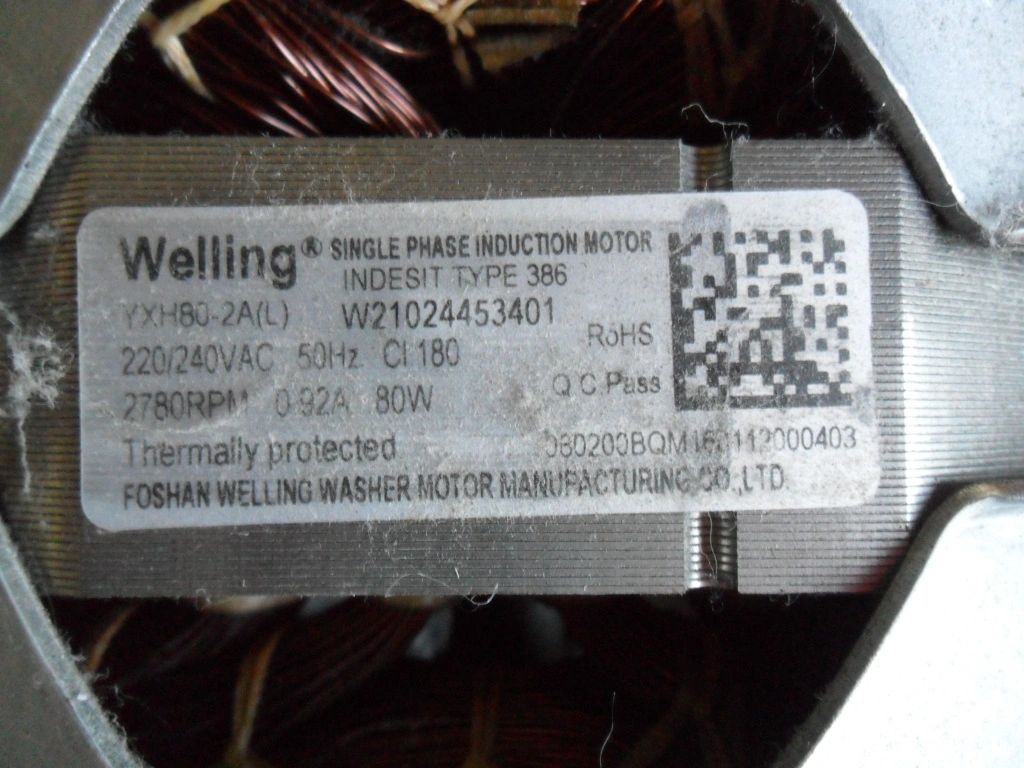 Welling® SINGLE PHASE INDUCTION MOTOR
INDESIT TYPE 386
YXH80-2A(L) W21024453401
220/240VAC 50Hz CI.180 RoHS
2780RPM 0.92A 80W Q.C.Pass
Thermally protected
FOSHAN WELLING WASHER MOTOR MANUFACTURING CO.,LTD.